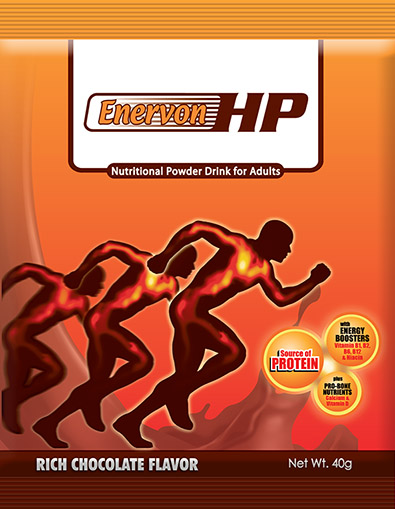 Enervon HP
Nutritional Powder Drink for Adults
Source of
PROTEIN
with
ENERGY
BOOSTERS
Vitamin B1, B2,
B6, B12
& Niacin
plus
PRO-BONE
NUTRIENTS
Calcium &
Vitamin D
RICH CHOCOLATE FLAVOR
Net Wt. 40g